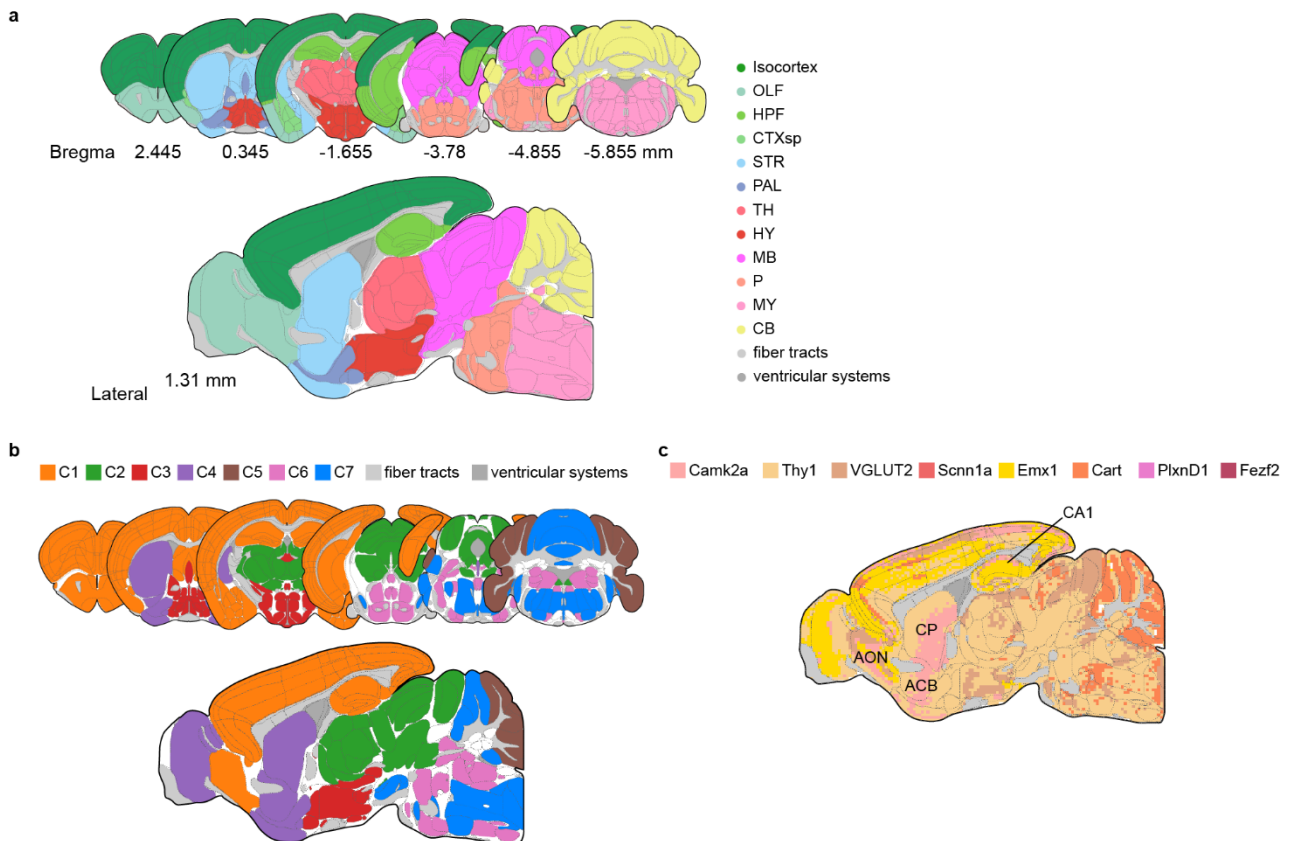 a
Isocortex
OLF
HPF
CTXsp
STR
PAL
TH
HY
MB
P
MY
CB
fiber tracts
ventricular systems
Bregma 2.445 0.345 -1.655 -3.78 -4.855 -5.855 mm
Lateral 1.31 mm
b
C1 C2 C3 C4 C5 C6 C7 fiber tracts ventricular systems
c
Camk2a Thy1 VGLUT2 Scnn1a Emx1 Cart PlxnD1 Fezf2
CA1
CP
AON
ACB